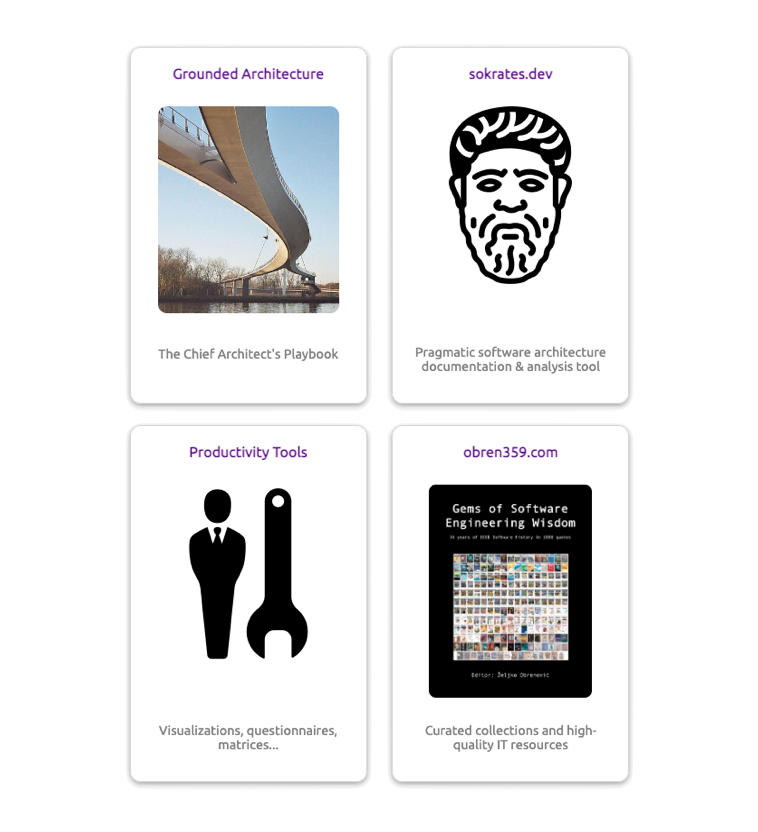 Grounded Architecture
The Chief Architect's Playbook
sokrates.dev
Pragmatic software architecture
documentation & analysis tool
Productivity Tools
Visualizations, questionnaires,
matrices...
obren359.com
Gems of Software
Engineering Wisdom
34 years of IEEE Software History in 1000 quotes
Editor: Željko Obrenović
Curated collections and high-
quality IT resources